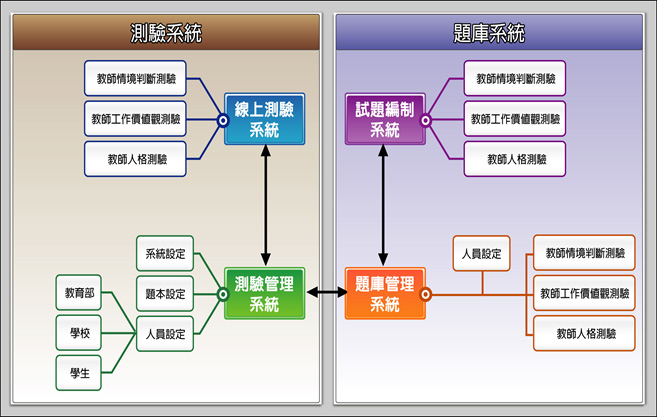 測驗系統
教師情境判斷測驗
教師工作價值觀測驗
教師人格測驗
線上測驗
系統
系統設定
題本設定
人員設定
教育部
學校
學生
測驗管理
系統
題庫系統
試題編制
系統
教師情境判斷測驗
教師工作價值觀測驗
教師人格測驗
題庫管理
系統
人員設定
教師情境判斷測驗
教師工作價值觀測驗
教師人格測驗